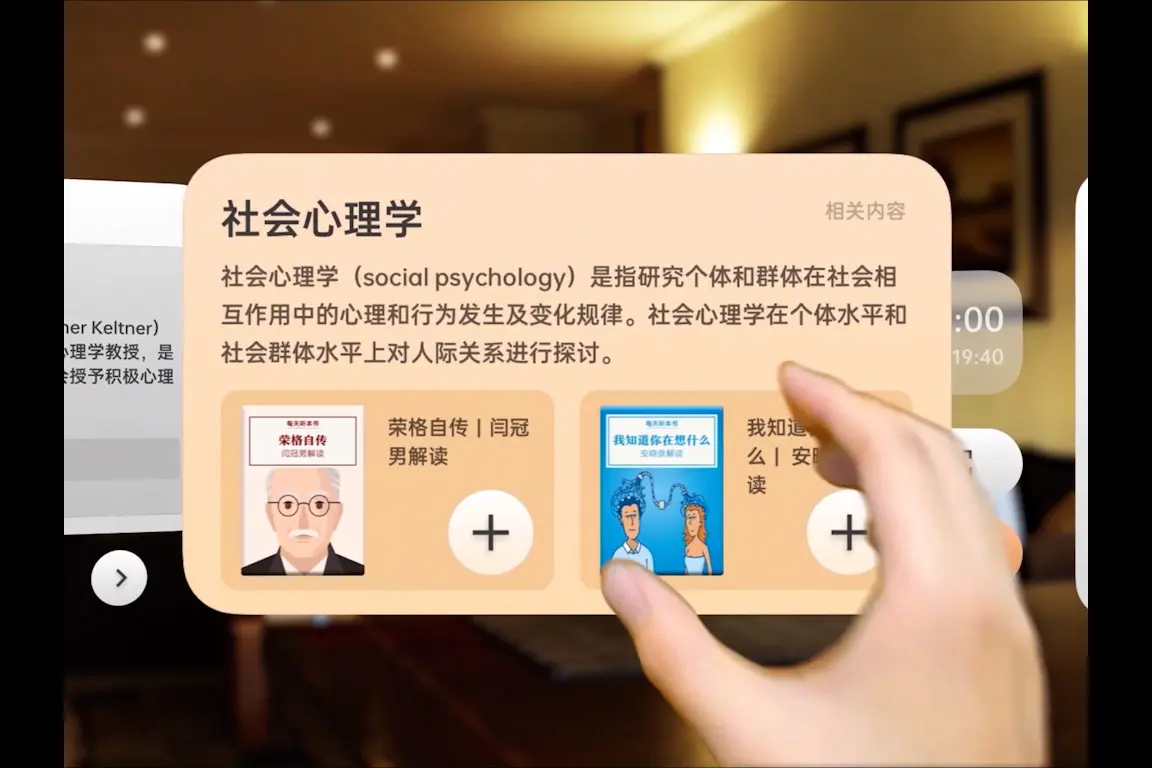 社会心理学
相关内容
社会心理学（social psychology）是指研究个体和群体在社会相
互作用中的心理和行为发生及变化规律。社会心理学在个体水平和
社会群体水平上对人际关系进行探讨。
每天听本书
荣格自传
闫冠男解读
荣格自传 | 闫冠
男解读
每天听本书
我知道你在想什么
安晓良解读
我知道
么 | 安
读
ner Keltner)
心理学教授，是
会授予积极心理
:00
19:40